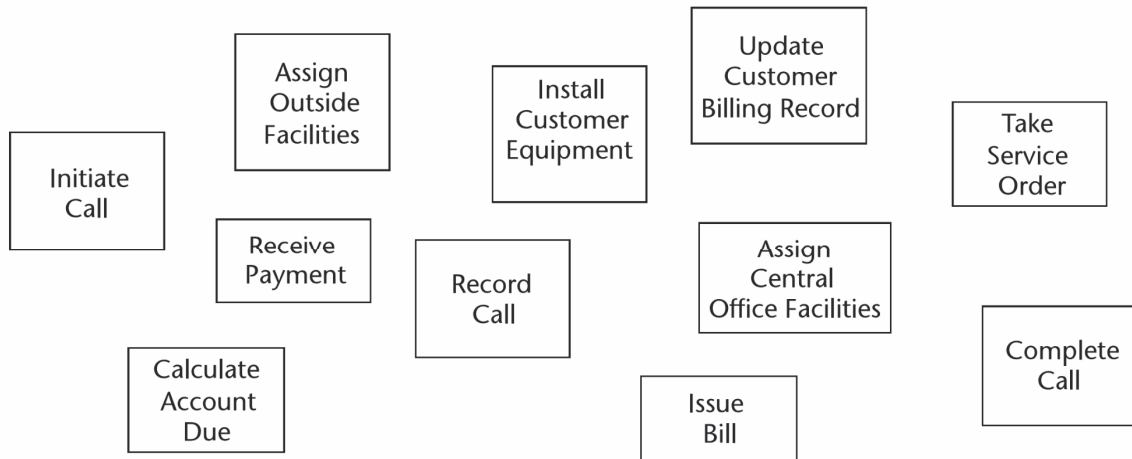 Assign
Outside
Facilities
Install
Customer
Equipment
Update
Customer
Billing Record
Take
Service
Order
Initiate
Call
Receive
Payment
Record
Call
Assign
Central
Office Facilities
Complete
Call
Calculate
Account
Due
Issue
Bill